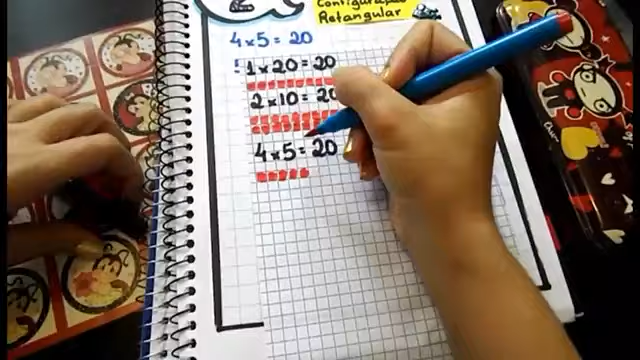 Configuração
Retangular
4 x 5 = 20
1 x 20 = 20
2 x 10 = 20
4 x 5 = 20